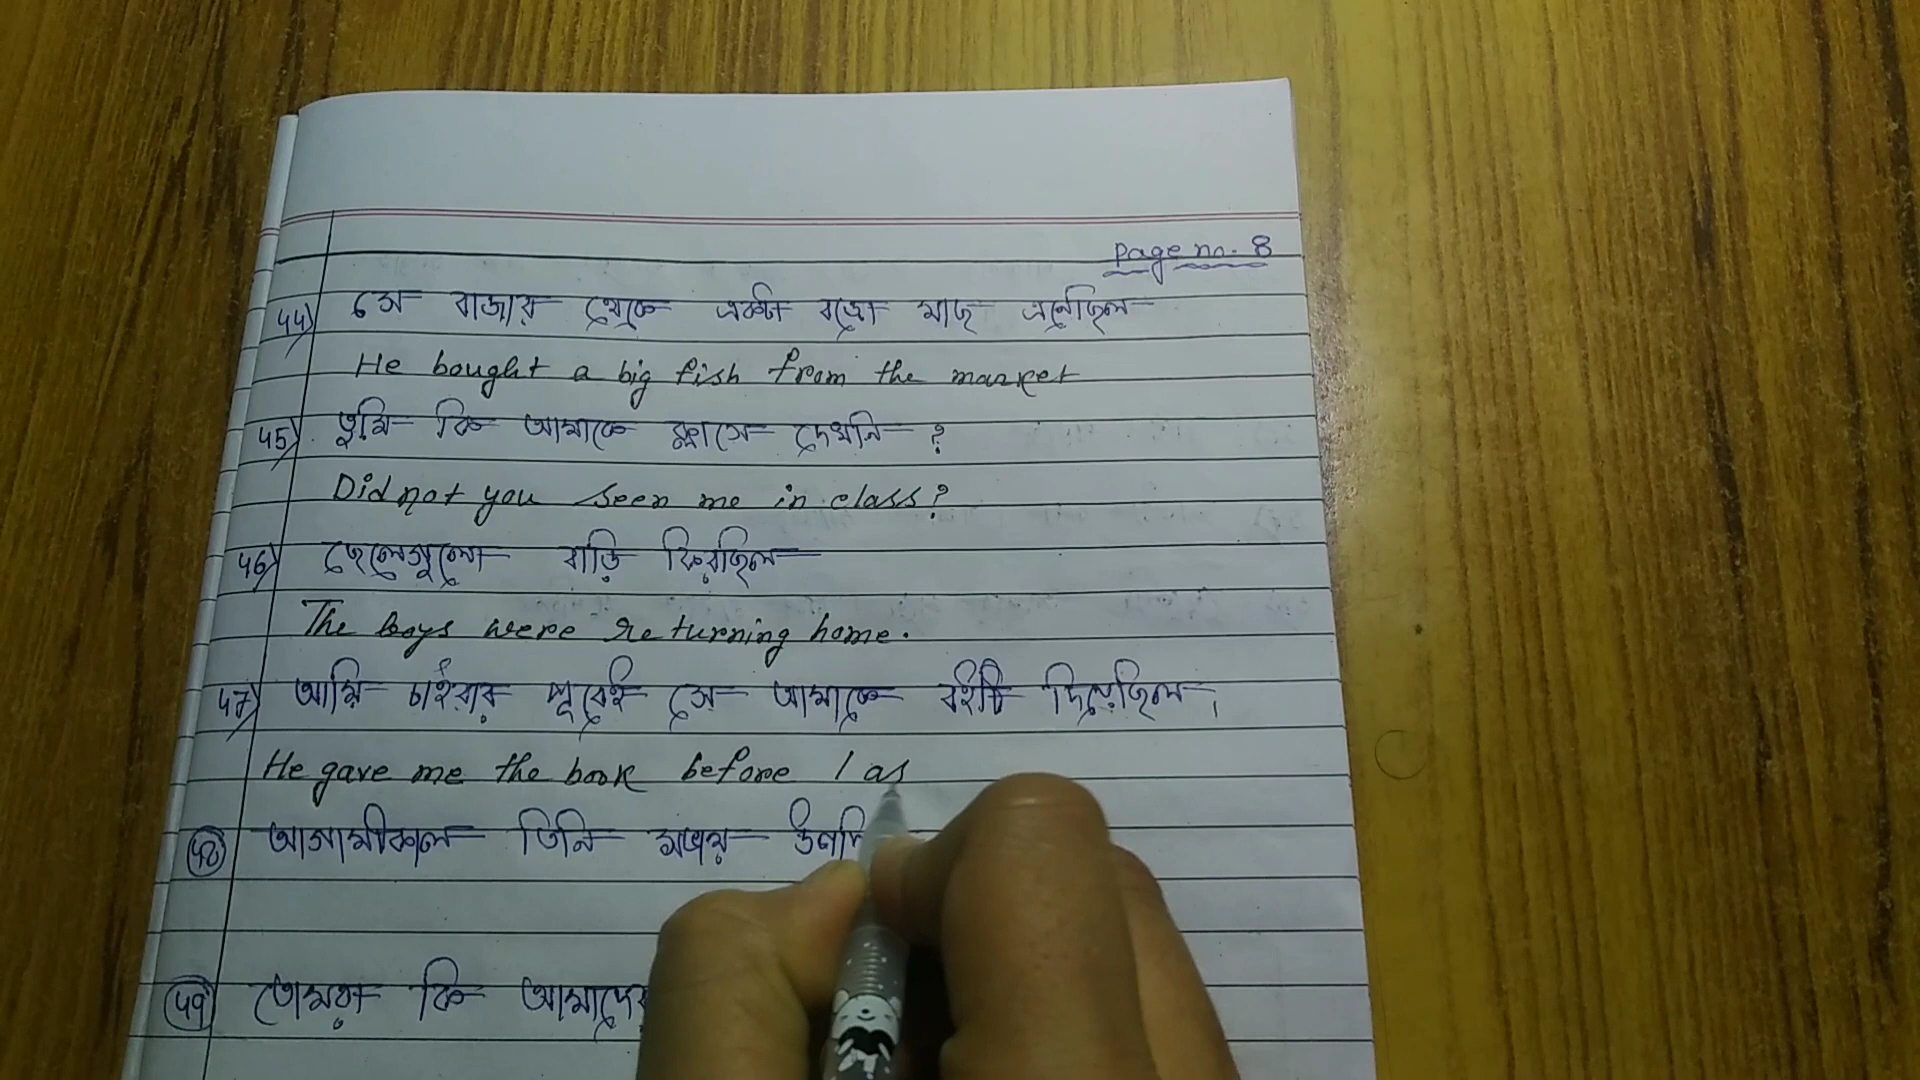 Page no. 8
44) সে বাজার থেকে একটা বড়ো মাছ এনেছিল
He bought a big fish from the market
45) তুমি কি আমাকে ক্লাসে দেখনি ?
Did not you seen me in class?
46) ছেলেগুলো বাড়ি ফিরছিল
The boys were returning home.
47) আমি চাইবার পূর্বেই সে আমাকে বইটি দিয়েছিল।
He gave me the book before I as
48 আগামীকাল তিনি সভায়
49 তোমরা কি আমাদের